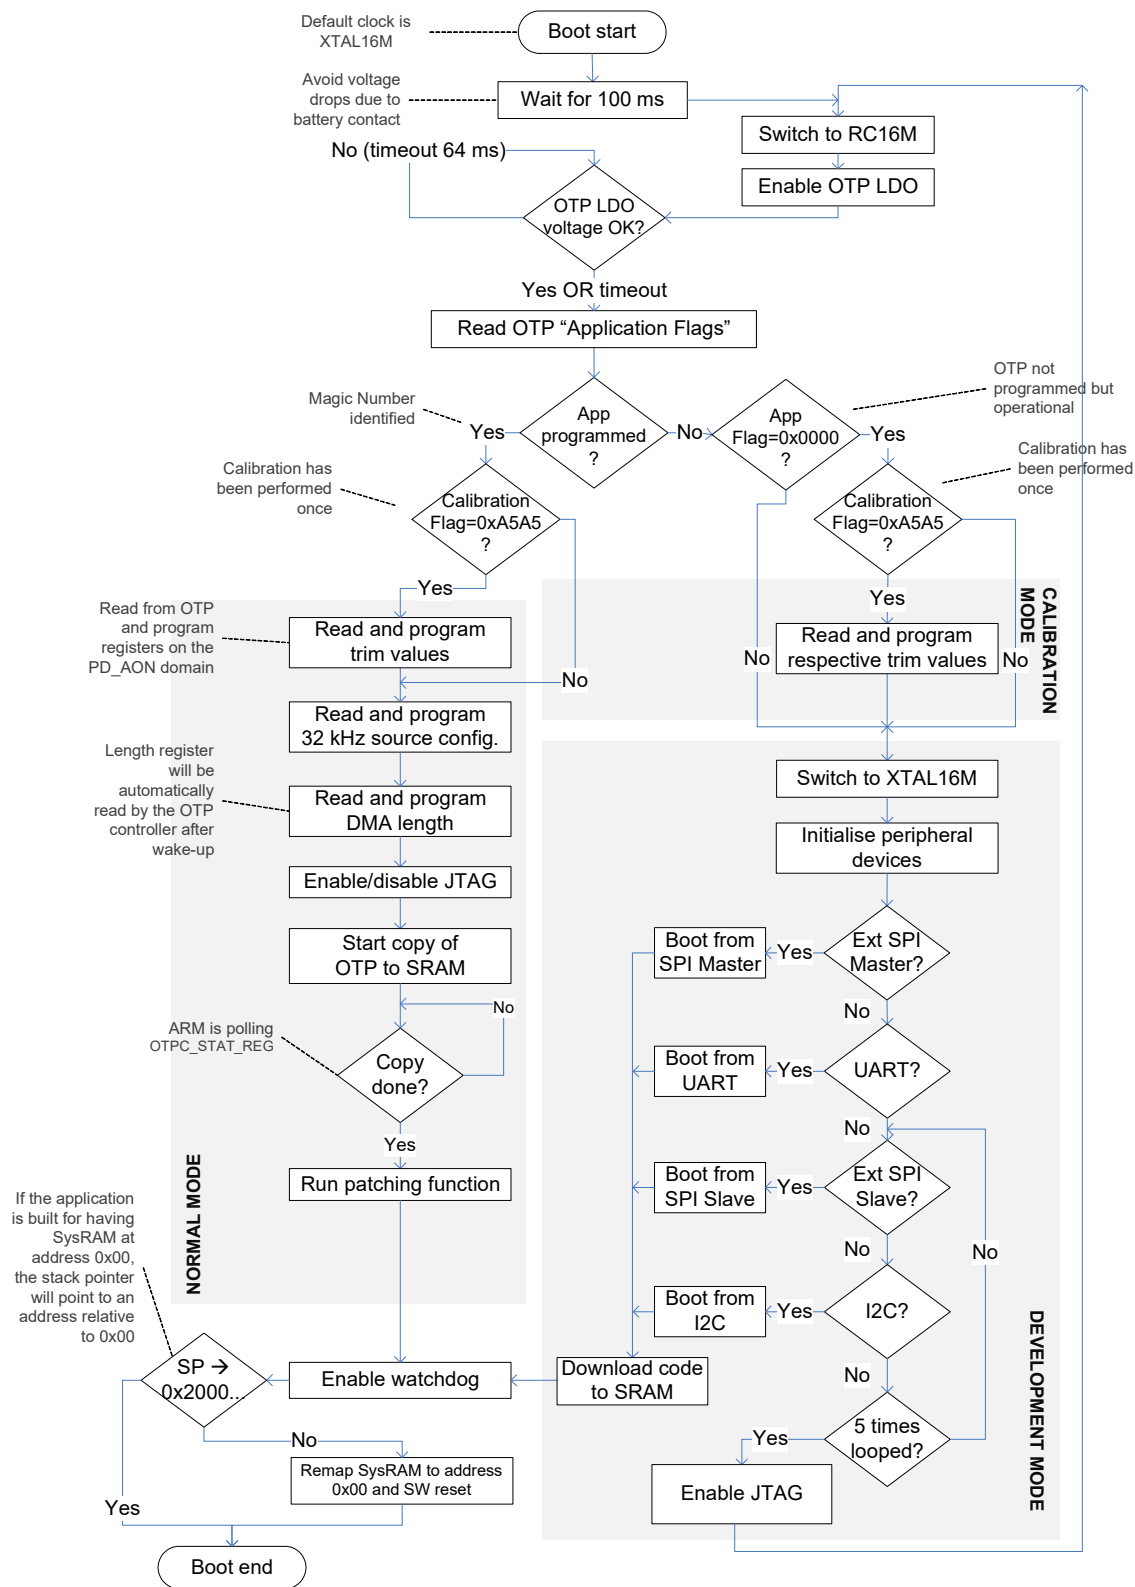 Default clock is
XTAL16M
Boot start
Avoid voltage
drops due to
battery contact
Wait for 100 ms
Switch to RC16M
No (timeout 64 ms)
Enable OTP LDO
OTP LDO
voltage OK?
Yes OR timeout
Read OTP “Application Flags”
OTP not
programmed but
operational
Magic Number
identified
App
programmed
?
Yes
No
App
Flag=0x0000
?
Yes
Calibration has
been performed
once
Calibration has
been performed
once
Calibration
Flag=0xA5A5
?
Calibration
Flag=0xA5A5
?
Yes
Yes
CALIBRATION
MODE
Read from OTP
and program
registers on the
PD_AON domain
Read and program
trim values
Read and program
respective trim values
No
No
No
Read and program
32 kHz source config.
Length register
will be
automatically
read by the OTP
controller after
wake-up
Read and program
DMA length
Switch to XTAL16M
Initialise peripheral
devices
Enable/disable JTAG
Start copy of
OTP to SRAM
Boot from
SPI Master
Yes
Ext SPI
Master?
No
No
ARM is polling
OTPC_STAT_REG
Copy
done?
Boot from
UART
Yes
UART?
No
Yes
NORMAL MODE
Run patching function
Boot from
SPI Slave
Yes
Ext SPI
Slave?
No
No
If the application
is built for having
SysRAM at
address 0x00,
the stack pointer
will point to an
address relative
to 0x00
Boot from
I2C
Yes
I2C?
DEVELOPMENT MODE
No
SP →
0x2000...
Enable watchdog
Download code
to SRAM
5 times
looped?
Yes
No
Remap SysRAM to address
0x00 and SW reset
Enable JTAG
Yes
Boot end